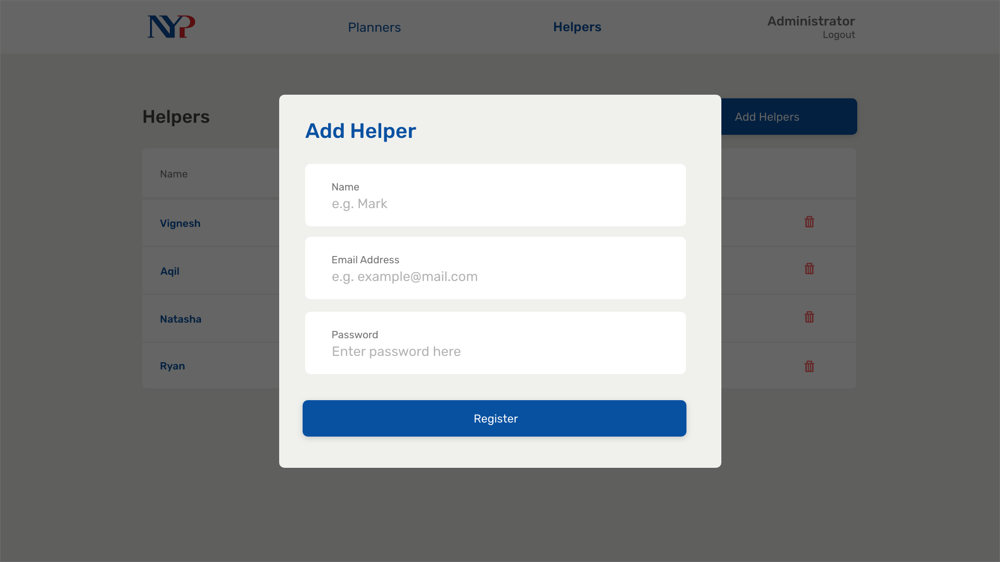 NYP
Planners
Helpers
Administrator
Logout
Helpers
Add Helpers
Name
Vignesh
Aqil
Natasha
Ryan
Add Helper
Name
e.g. Mark
Email Address
e.g. example@mail.com
Password
Enter password here
Register